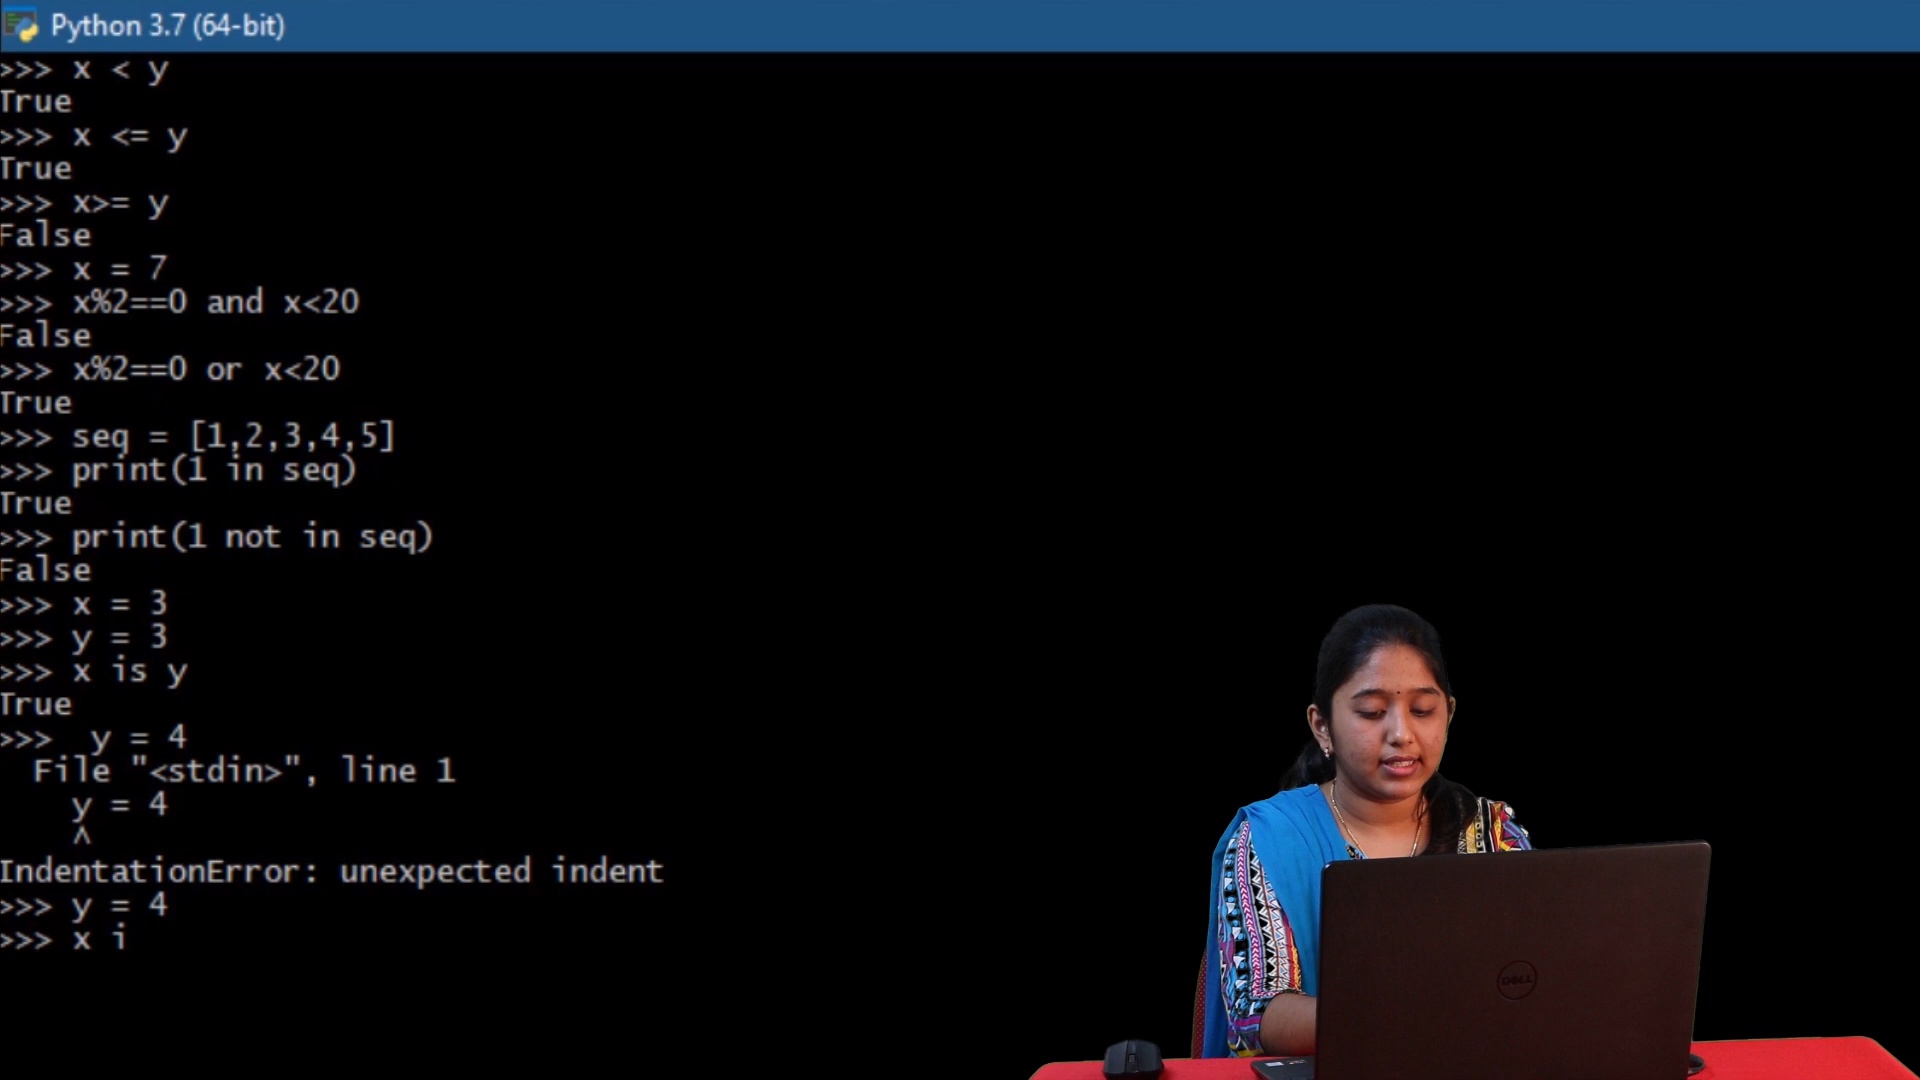 Python 3.7 (64-bit)
>>> x < y
True
>>> x <= y
True
>>> x>= y
False
>>> x = 7
>>> x%2==0 and x<20
False
>>> x%2==0 or x<20
True
>>> seq = [1,2,3,4,5]
>>> print(1 in seq)
True
>>> print(1 not in seq)
False
>>> x = 3
>>> y = 3
>>> x is y
True
>>>  y = 4
  File "<stdin>", line 1
    y = 4
    ^
IndentationError: unexpected indent
>>> y = 4
>>> x i
DELL